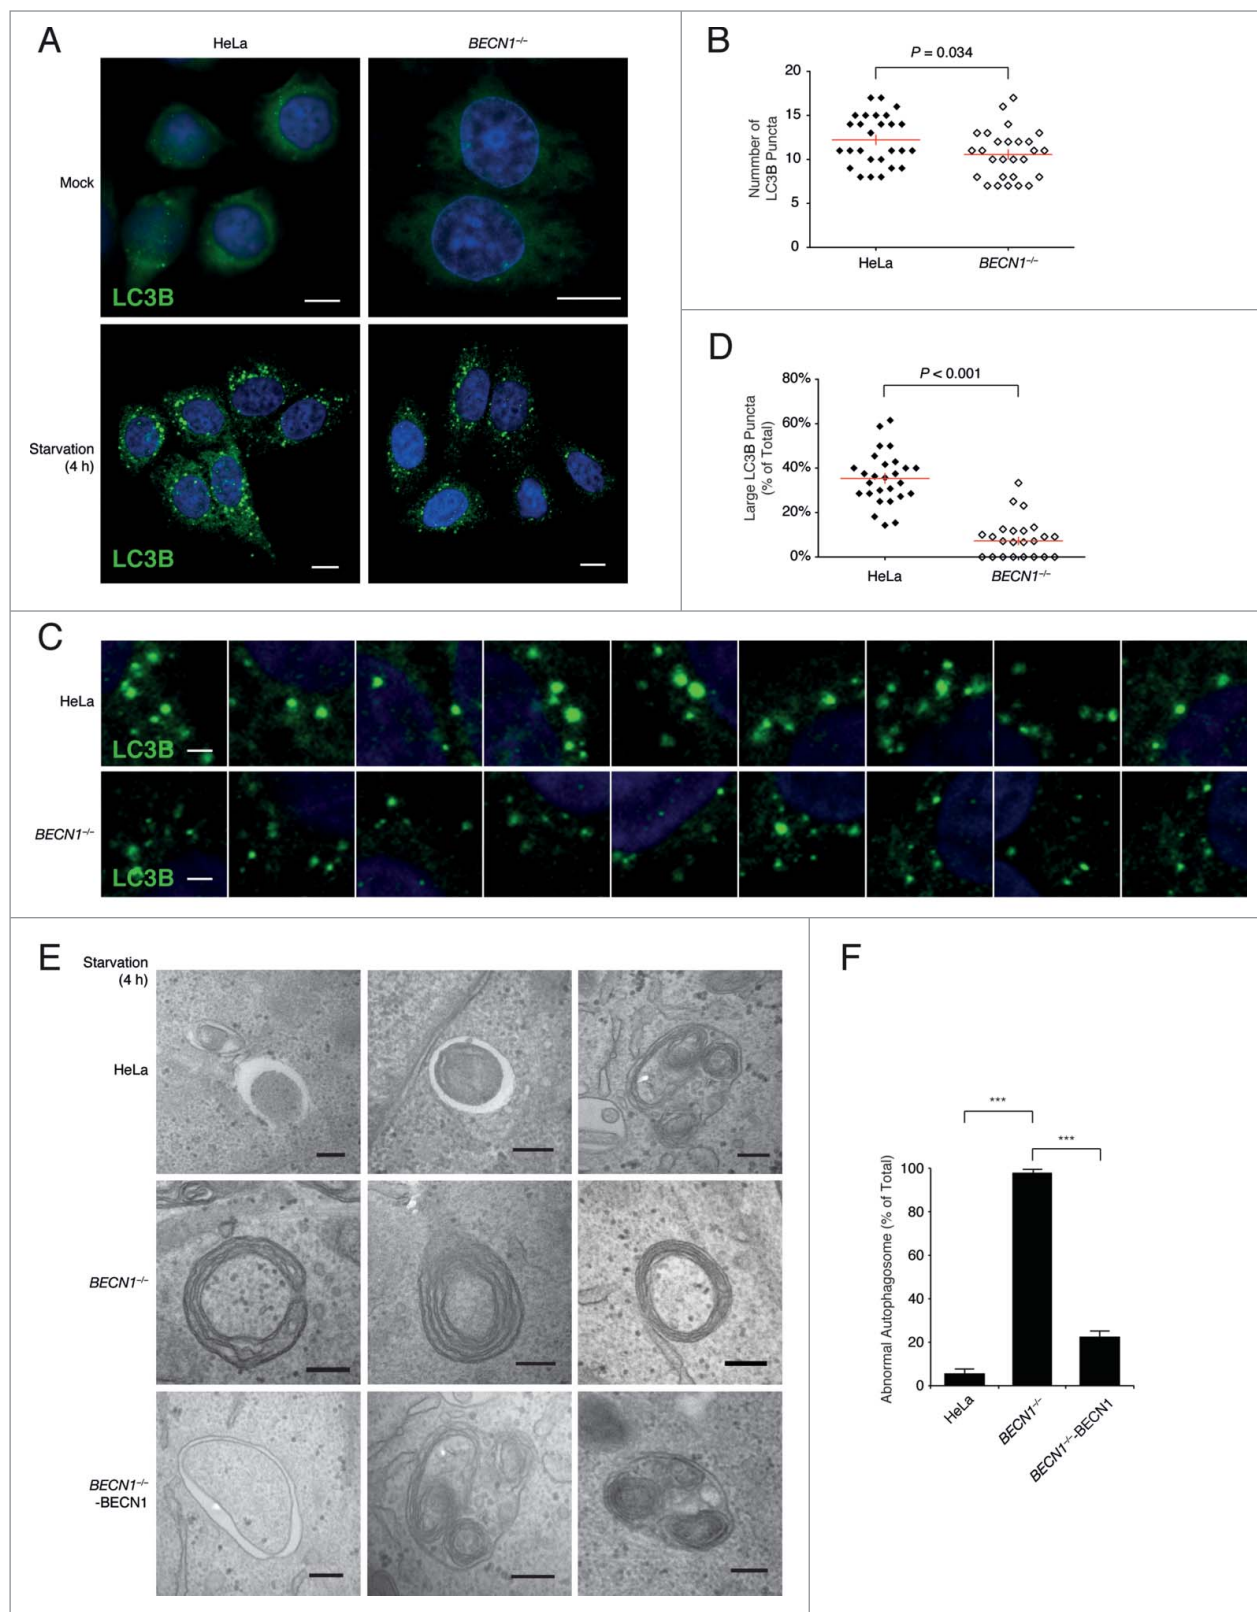 A
HeLa
BECN1⁻/⁻
Mock
LC3B
Starvation
(4 h)
LC3B
LC3B
B
P = 0.034
Nummber of
LC3B Puncta
20
15
10
5
0
HeLa
BECN1⁻/⁻
D
P < 0.001
Large LC3B Puncta
(% of Total)
80%
60%
40%
20%
0%
HeLa
BECN1⁻/⁻
C
HeLa
LC3B
BECN1⁻/⁻
LC3B
E
Starvation
(4 h)
HeLa
BECN1⁻/⁻
BECN1⁻/⁻
-BECN1
F
***
***
Abnormal Autophagosome (% of Total)
100
80
60
40
20
0
HeLa
BECN1⁻/⁻
BECN1⁻/⁻-BECN1